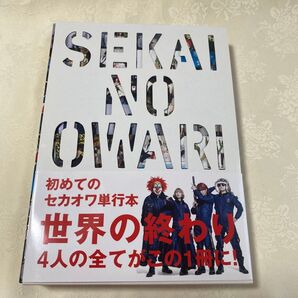 SEKAI
NO
OWARI
初めての
セカオワ単行本
世界の終わり
4人の全てがこの1冊に!